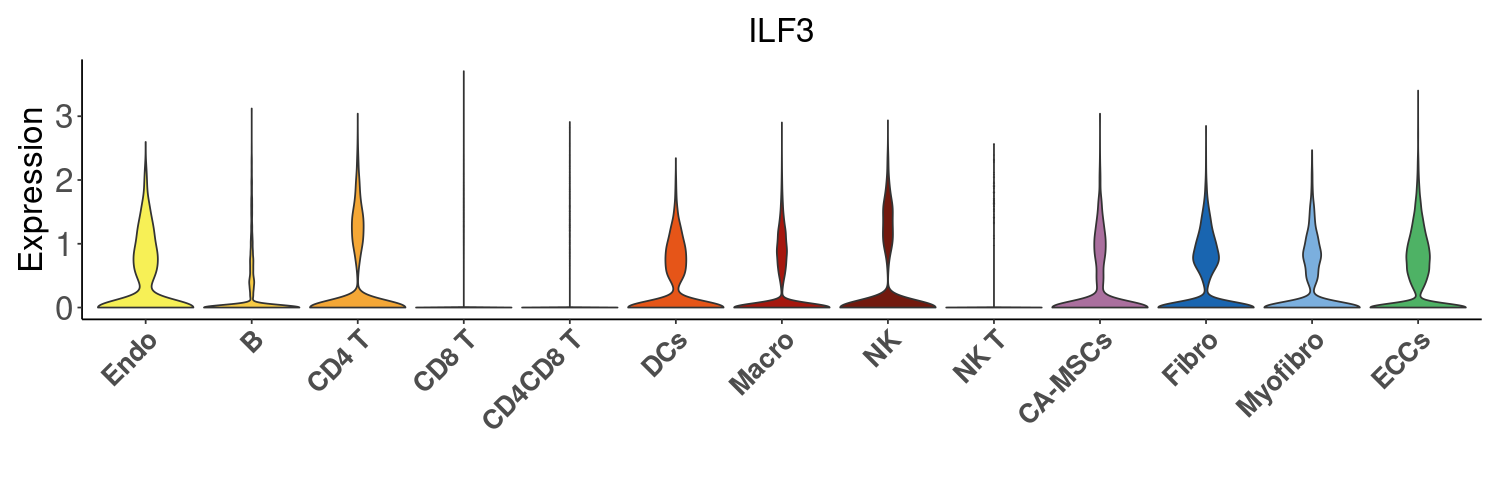 ILF3
Expression
3
2
1
0
Endo
B
CD4 T
CD8 T
CD4CD8 T
DCs
Macro
NK
NK T
CA-MSCs
Fibro
Myofibro
ECCs